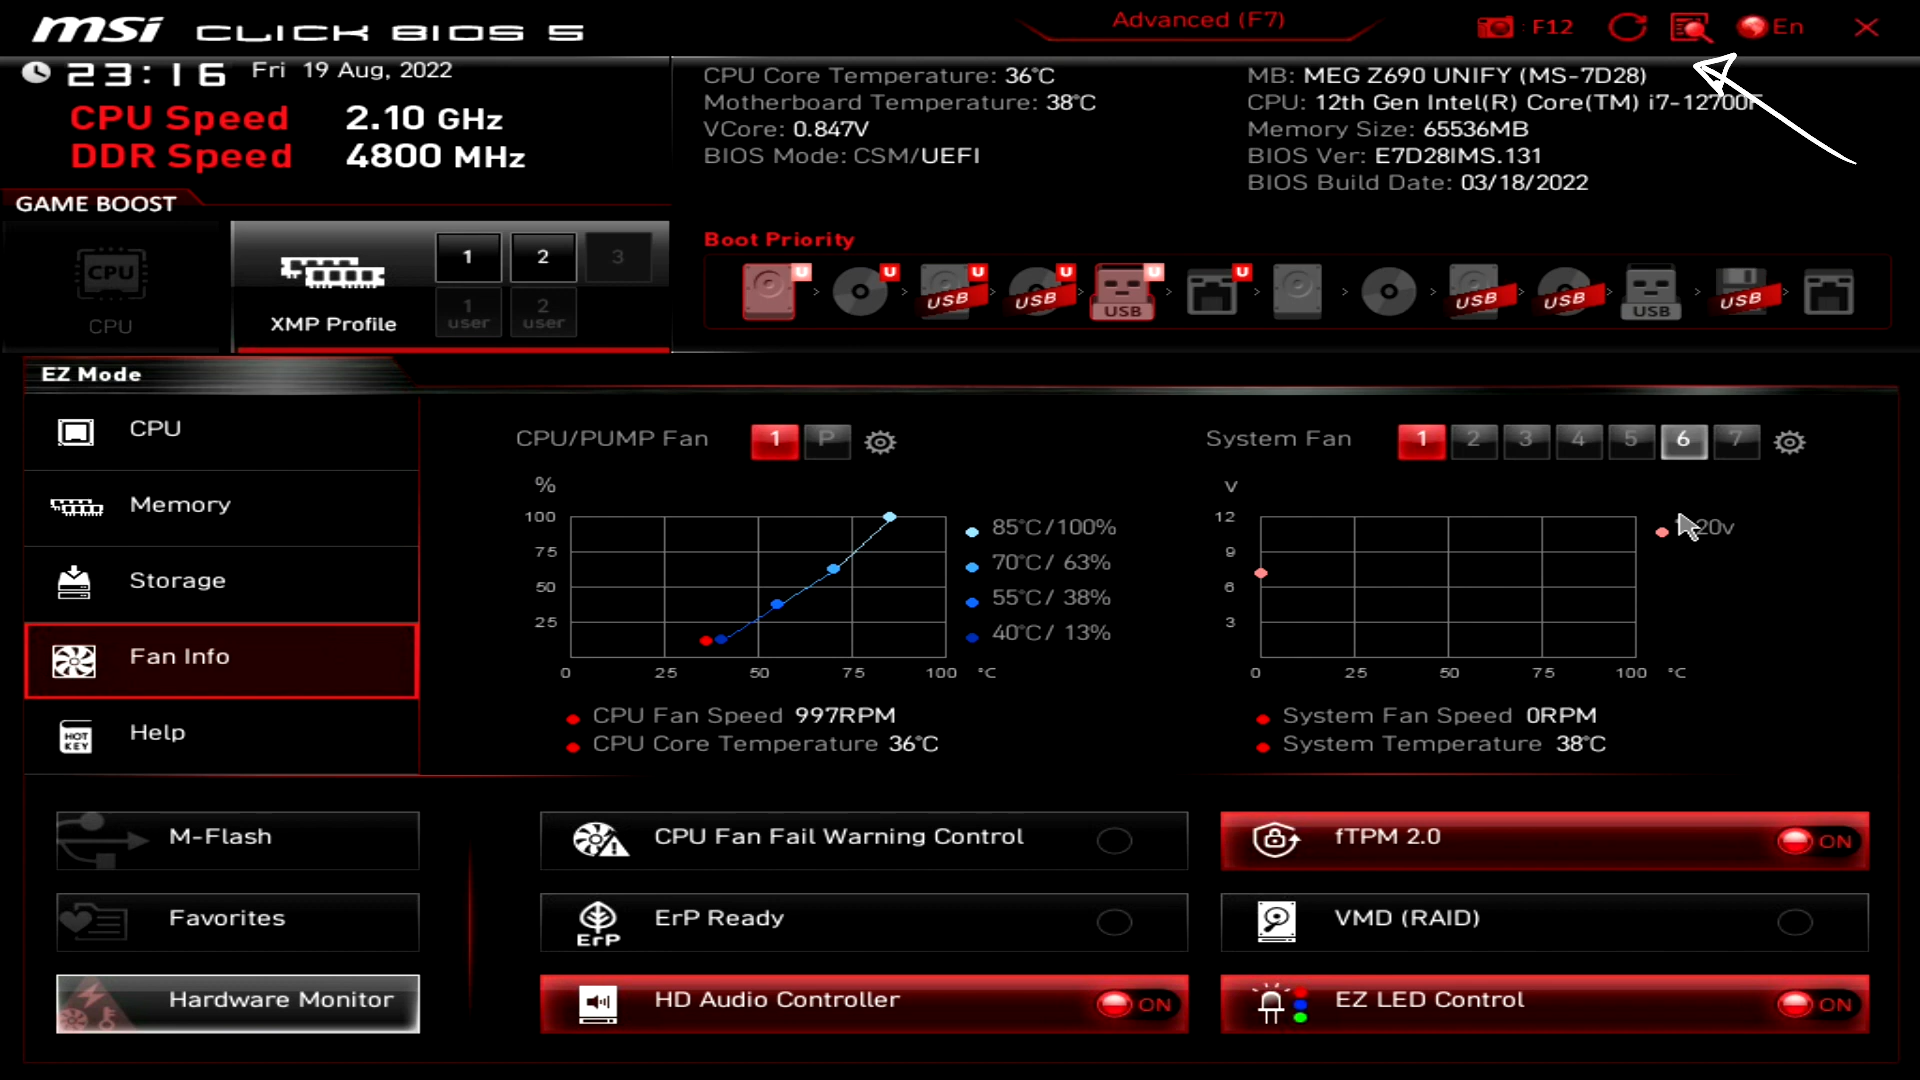 msi CLICK BIOS 5
Advanced (F7)
: F12
En
23:16
Fri 19 Aug, 2022
CPU Speed 2.10 GHz
DDR Speed 4800 MHz
CPU Core Temperature: 36°C
Motherboard Temperature: 38°C
VCore: 0.847V
BIOS Mode: CSM/UEFI
MB: MEG Z690 UNIFY (MS-7D28)
CPU: 12th Gen Intel(R) Core(TM) i7-12700F
Memory Size: 65536MB
BIOS Ver: E7D28IMS.131
BIOS Build Date: 03/18/2022
GAME BOOST
CPU
CPU
XMP Profile
1 2 3
1 user 2 user
Boot Priority
U U U U U U
USB USB USB USB USB USB USB
EZ Mode
CPU
Memory
Storage
Fan Info
HOT KEY
Help
CPU/PUMP Fan 1 P
%
100
75
50
25
0 25 50 75 100 °C
85°C/100%
70°C/ 63%
55°C/ 38%
40°C/ 13%
CPU Fan Speed 997RPM
CPU Core Temperature 36°C
System Fan 1 2 3 4 5 6 7
V
12
9
6
3
0 25 50 75 100 °C
20v
System Fan Speed 0RPM
System Temperature 38°C
M-Flash
Favorites
Hardware Monitor
CPU Fan Fail Warning Control
ErP
ErP Ready
HD Audio Controller ON
fTPM 2.0 ON
VMD (RAID)
EZ LED Control ON